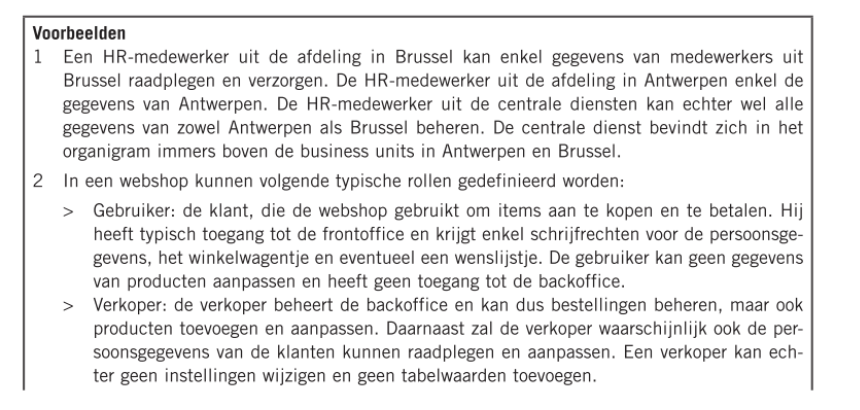 Voorbeelden
1 Een HR-medewerker uit de afdeling in Brussel kan enkel gegevens van medewerkers uit
Brussel raadplegen en verzorgen. De HR-medewerker uit de afdeling in Antwerpen enkel de
gegevens van Antwerpen. De HR-medewerker uit de centrale diensten kan echter wel alle
gegevens van zowel Antwerpen als Brussel beheren. De centrale dienst bevindt zich in het
organigram immers boven de business units in Antwerpen en Brussel.
2 In een webshop kunnen volgende typische rollen gedefinieerd worden:
> Gebruiker: de klant, die de webshop gebruikt om items aan te kopen en te betalen. Hij
heeft typisch toegang tot de frontoffice en krijgt enkel schrijfrechten voor de persoonsge-
gevens, het winkelwagentje en eventueel een wenslijstje. De gebruiker kan geen gegevens
van producten aanpassen en heeft geen toegang tot de backoffice.
> Verkoper: de verkoper beheert de backoffice en kan dus bestellingen beheren, maar ook
producten toevoegen en aanpassen. Daarnaast zal de verkoper waarschijnlijk ook de per-
soonsgegevens van de klanten kunnen raadplegen en aanpassen. Een verkoper kan ech-
ter geen instellingen wijzigen en geen tabelwaarden toevoegen.